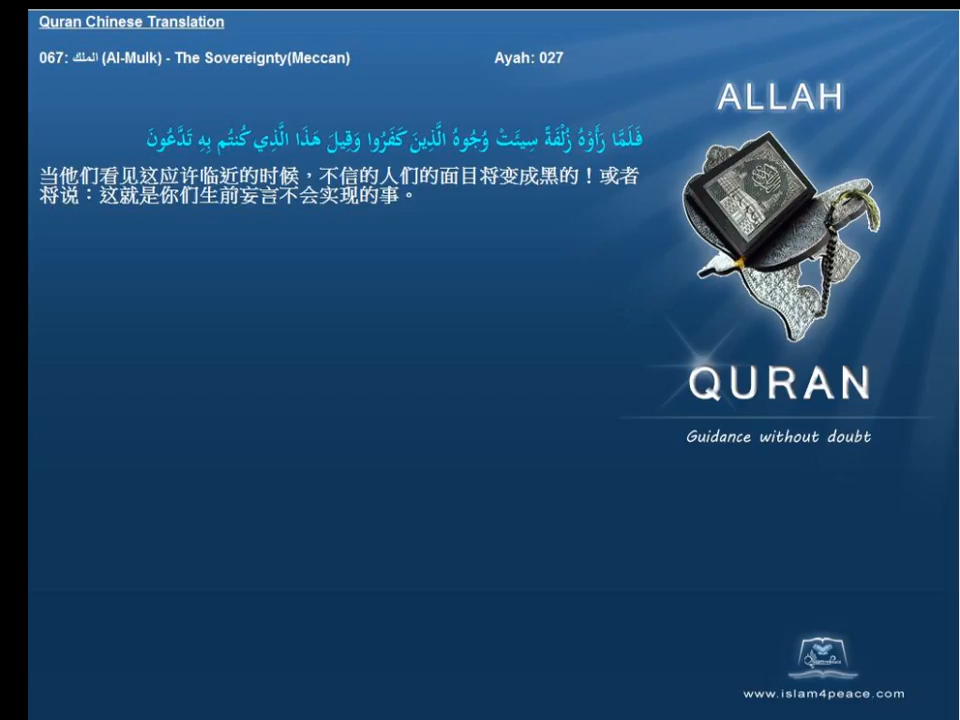 Quran Chinese Translation
067: الملك (Al-Mulk) - The Sovereignty(Meccan) Ayah: 027
ALLAH
فَلَمَّا رَأَوْهُ زُلْفَةً سِيئَتْ وُجُوهُ الَّذِينَ كَفَرُوا وَقِيلَ هَذَا الَّذِي كُنتُم بِهِ تَدَّعُونَ
当他们看见这应许临近的时候，不信的人们的面目将变成黑的！或者
将说：这就是你们生前妄言不会实现的事。
QURAN
Guidance without doubt
www.islam4peace.com